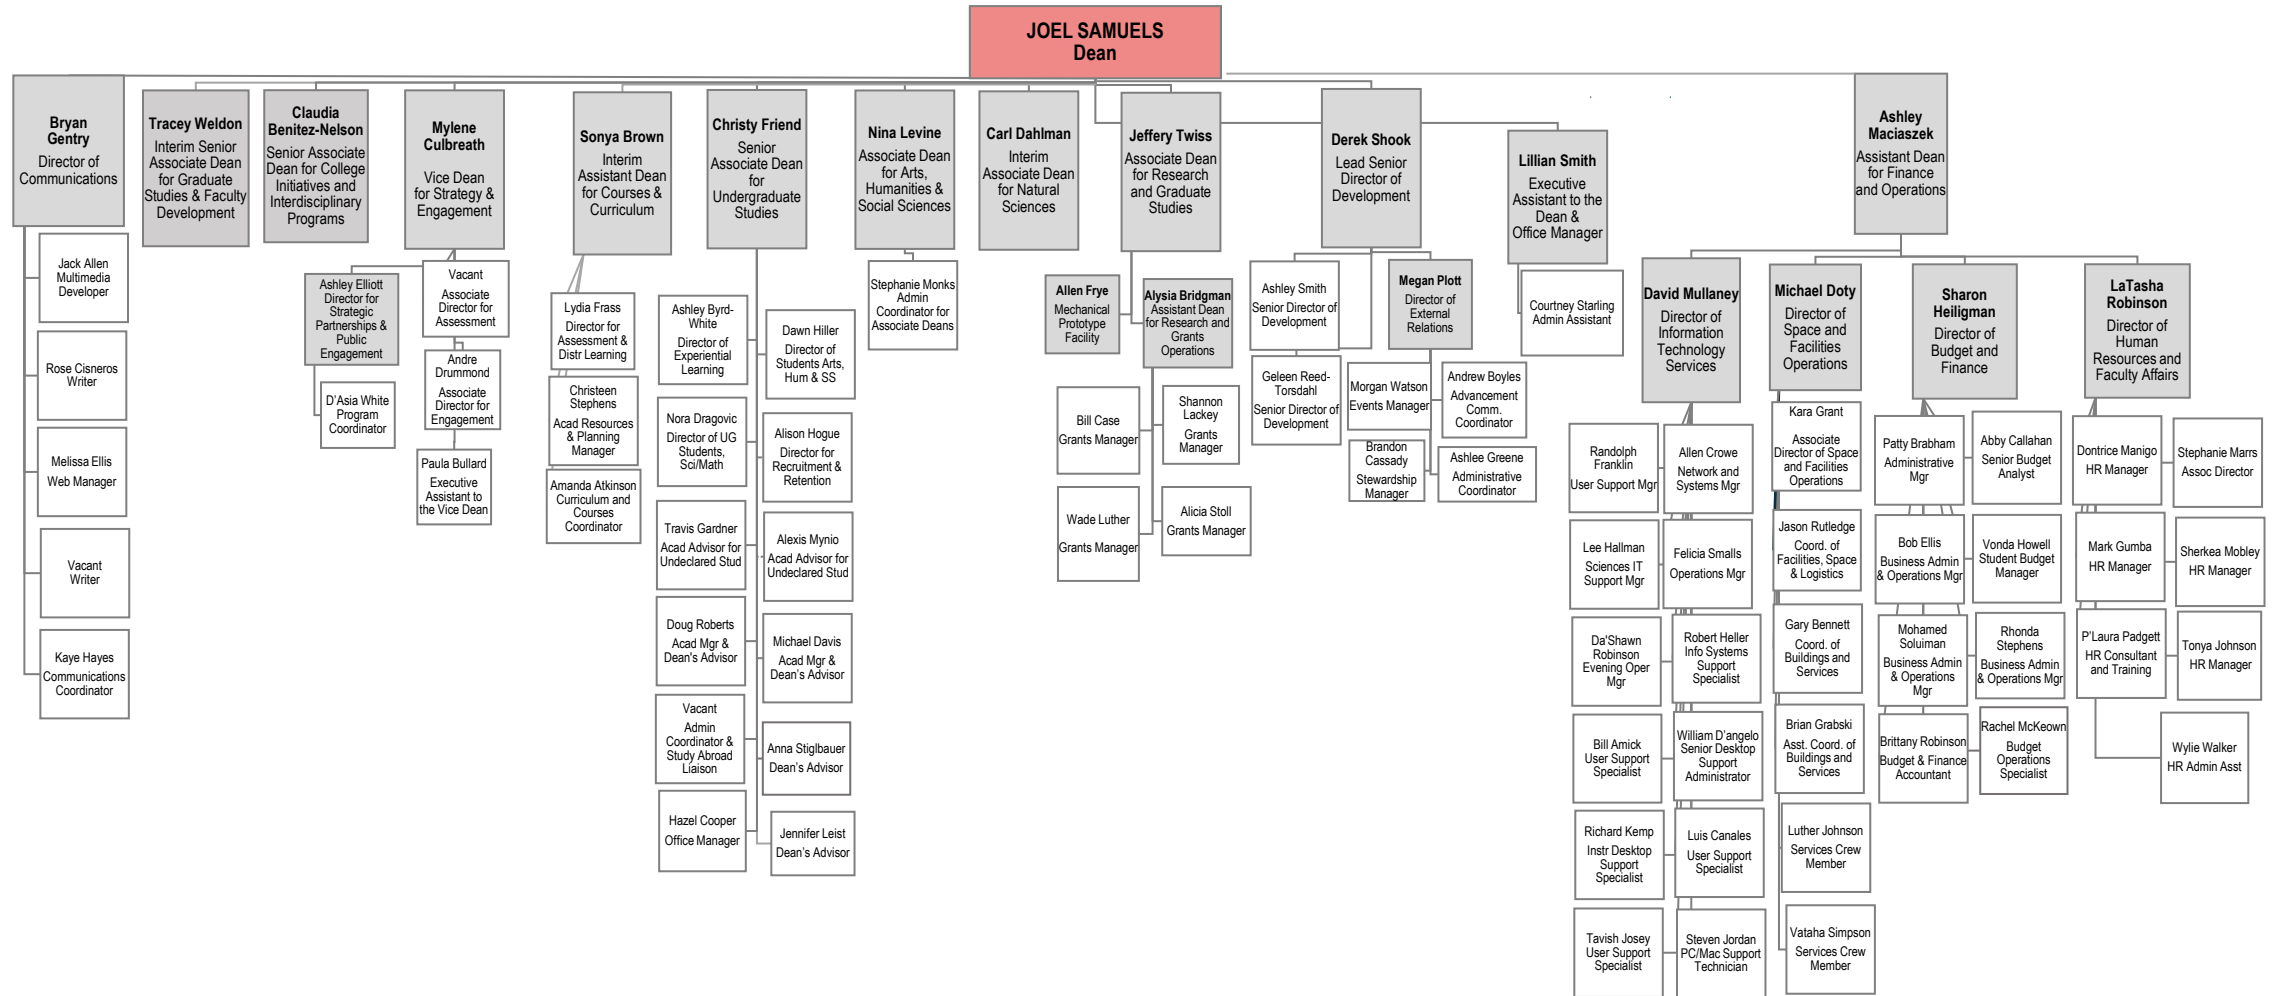 JOEL SAMUELS
Dean
Bryan
Gentry
Director of
Communications
Jack Allen
Multimedia
Developer
Rose Cisneros
Writer
Melissa Ellis
Web Manager
Vacant
Writer
Kaye Hayes
Communications
Coordinator
Tracey Weldon
Interim Senior
Associate Dean
for Graduate
Studies & Faculty
Development
Claudia
Benitez-Nelson
Senior Associate
Dean for College
Initiatives and
Interdisciplinary
Programs
Mylene
Culbreath
Vice Dean
for Strategy &
Engagement
Ashley Elliott
Director for
Strategic
Partnerships &
Public
Engagement
D'Asia White
Program
Coordinator
Vacant
Associate
Director for
Assessment
Andre
Drummond
Associate
Director for
Engagement
Paula Bullard
Executive
Assistant to
the Vice Dean
Sonya Brown
Interim
Assistant Dean
for Courses &
Curriculum
Lydia Frass
Director for
Assessment &
Distr Learning
Christeen
Stephens
Acad Resources
& Planning
Manager
Amanda Atkinson
Curriculum and
Courses
Coordinator
Christy Friend
Senior
Associate Dean
for
Undergraduate
Studies
Ashley Byrd-
White
Director of
Experiential
Learning
Dawn Hiller
Director of
Students Arts,
Hum & SS
Nora Dragovic
Director of UG
Students,
Sci/Math
Alison Hogue
Director for
Recruitment &
Retention
Travis Gardner
Acad Advisor for
Undeclared Stud
Alexis Mynio
Acad Advisor for
Undeclared Stud
Doug Roberts
Acad Mgr &
Dean's Advisor
Michael Davis
Acad Mgr &
Dean's Advisor
Vacant
Admin
Coordinator &
Study Abroad
Liaison
Anna Stiglbauer
Dean's Advisor
Hazel Cooper
Office Manager
Jennifer Leist
Dean's Advisor
Nina Levine
Associate Dean
for Arts,
Humanities &
Social Sciences
Stephanie Monks
Admin
Coordinator for
Associate Deans
Carl Dahlman
Interim
Associate Dean
for Natural
Sciences
Jeffery Twiss
Associate Dean
for Research
and Graduate
Studies
Allen Frye
Mechanical
Prototype
Facility
Alysia Bridgman
Assistant Dean
for Research and
Grants
Operations
Bill Case
Grants Manager
Shannon
Lackey
Grants
Manager
Wade Luther
Grants Manager
Alicia Stoll
Grants Manager
Derek Shook
Lead Senior
Director of
Development
Ashley Smith
Senior Director of
Development
Geleen Reed-
Torsdahl
Senior Director of
Development
Megan Plott
Director of
External
Relations
Morgan Watson
Events Manager
Andrew Boyles
Advancement
Comm.
Coordinator
Brandon
Cassady
Stewardship
Manager
Ashlee Greene
Administrative
Coordinator
Lillian Smith
Executive
Assistant to the
Dean &
Office Manager
Courtney Starling
Admin Assistant
Ashley
Maciaszek
Assistant Dean
for Finance
and Operations
David Mullaney
Director of
Information
Technology
Services
Randolph
Franklin
User Support Mgr
Allen Crowe
Network and
Systems Mgr
Lee Hallman
Sciences IT
Support Mgr
Felicia Smalls
Operations Mgr
Da'Shawn
Robinson
Evening Oper
Mgr
Robert Heller
Info Systems
Support
Specialist
Bill Amick
User Support
Specialist
William D'angelo
Senior Desktop
Support
Administrator
Richard Kemp
Instr Desktop
Support
Specialist
Luis Canales
User Support
Specialist
Tavish Josey
User Support
Specialist
Steven Jordan
PC/Mac Support
Technician
Michael Doty
Director of
Space and
Facilities
Operations
Kara Grant
Associate
Director of Space
and Facilities
Operations
Jason Rutledge
Coord. of
Facilities, Space
& Logistics
Gary Bennett
Coord. of
Buildings and
Services
Brian Grabski
Asst. Coord. of
Buildings and
Services
Luther Johnson
Services Crew
Member
Vataha Simpson
Services Crew
Member
Sharon
Heiligman
Director of
Budget and
Finance
Patty Brabham
Administrative
Mgr
Abby Callahan
Senior Budget
Analyst
Bob Ellis
Business Admin
& Operations Mgr
Vonda Howell
Student Budget
Manager
Mohamed
Soluiman
Business Admin
& Operations
Mgr
Rhonda
Stephens
Business Admin
& Operations Mgr
Brittany Robinson
Budget & Finance
Accountant
Rachel McKeown
Budget
Operations
Specialist
LaTasha
Robinson
Director of
Human
Resources and
Faculty Affairs
Dontrice Manigo
HR Manager
Stephanie Marrs
Assoc Director
Mark Gumba
HR Manager
Sherkea Mobley
HR Manager
P'Laura Padgett
HR Consultant
and Training
Tonya Johnson
HR Manager
Wylie Walker
HR Admin Asst